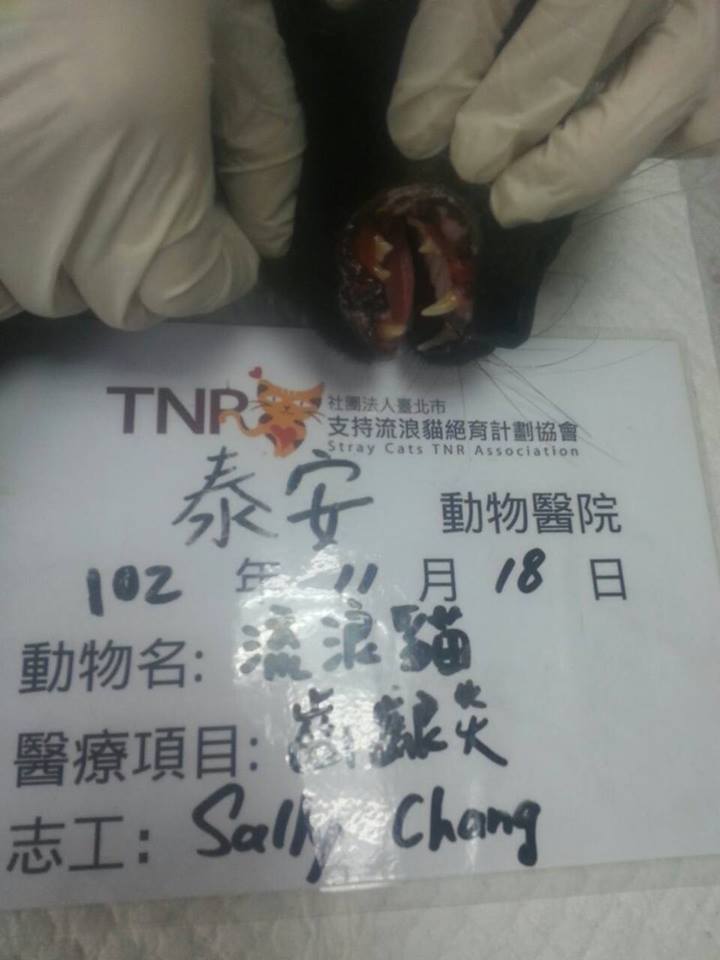 TNR
社團法人臺北市
支持流浪貓絕育計劃協會
Stray Cats TNR Association
泰安 動物醫院
102 年 11 月 18 日
動物名: 流浪貓
醫療項目: 齒齦炎
志工: Sally Chang